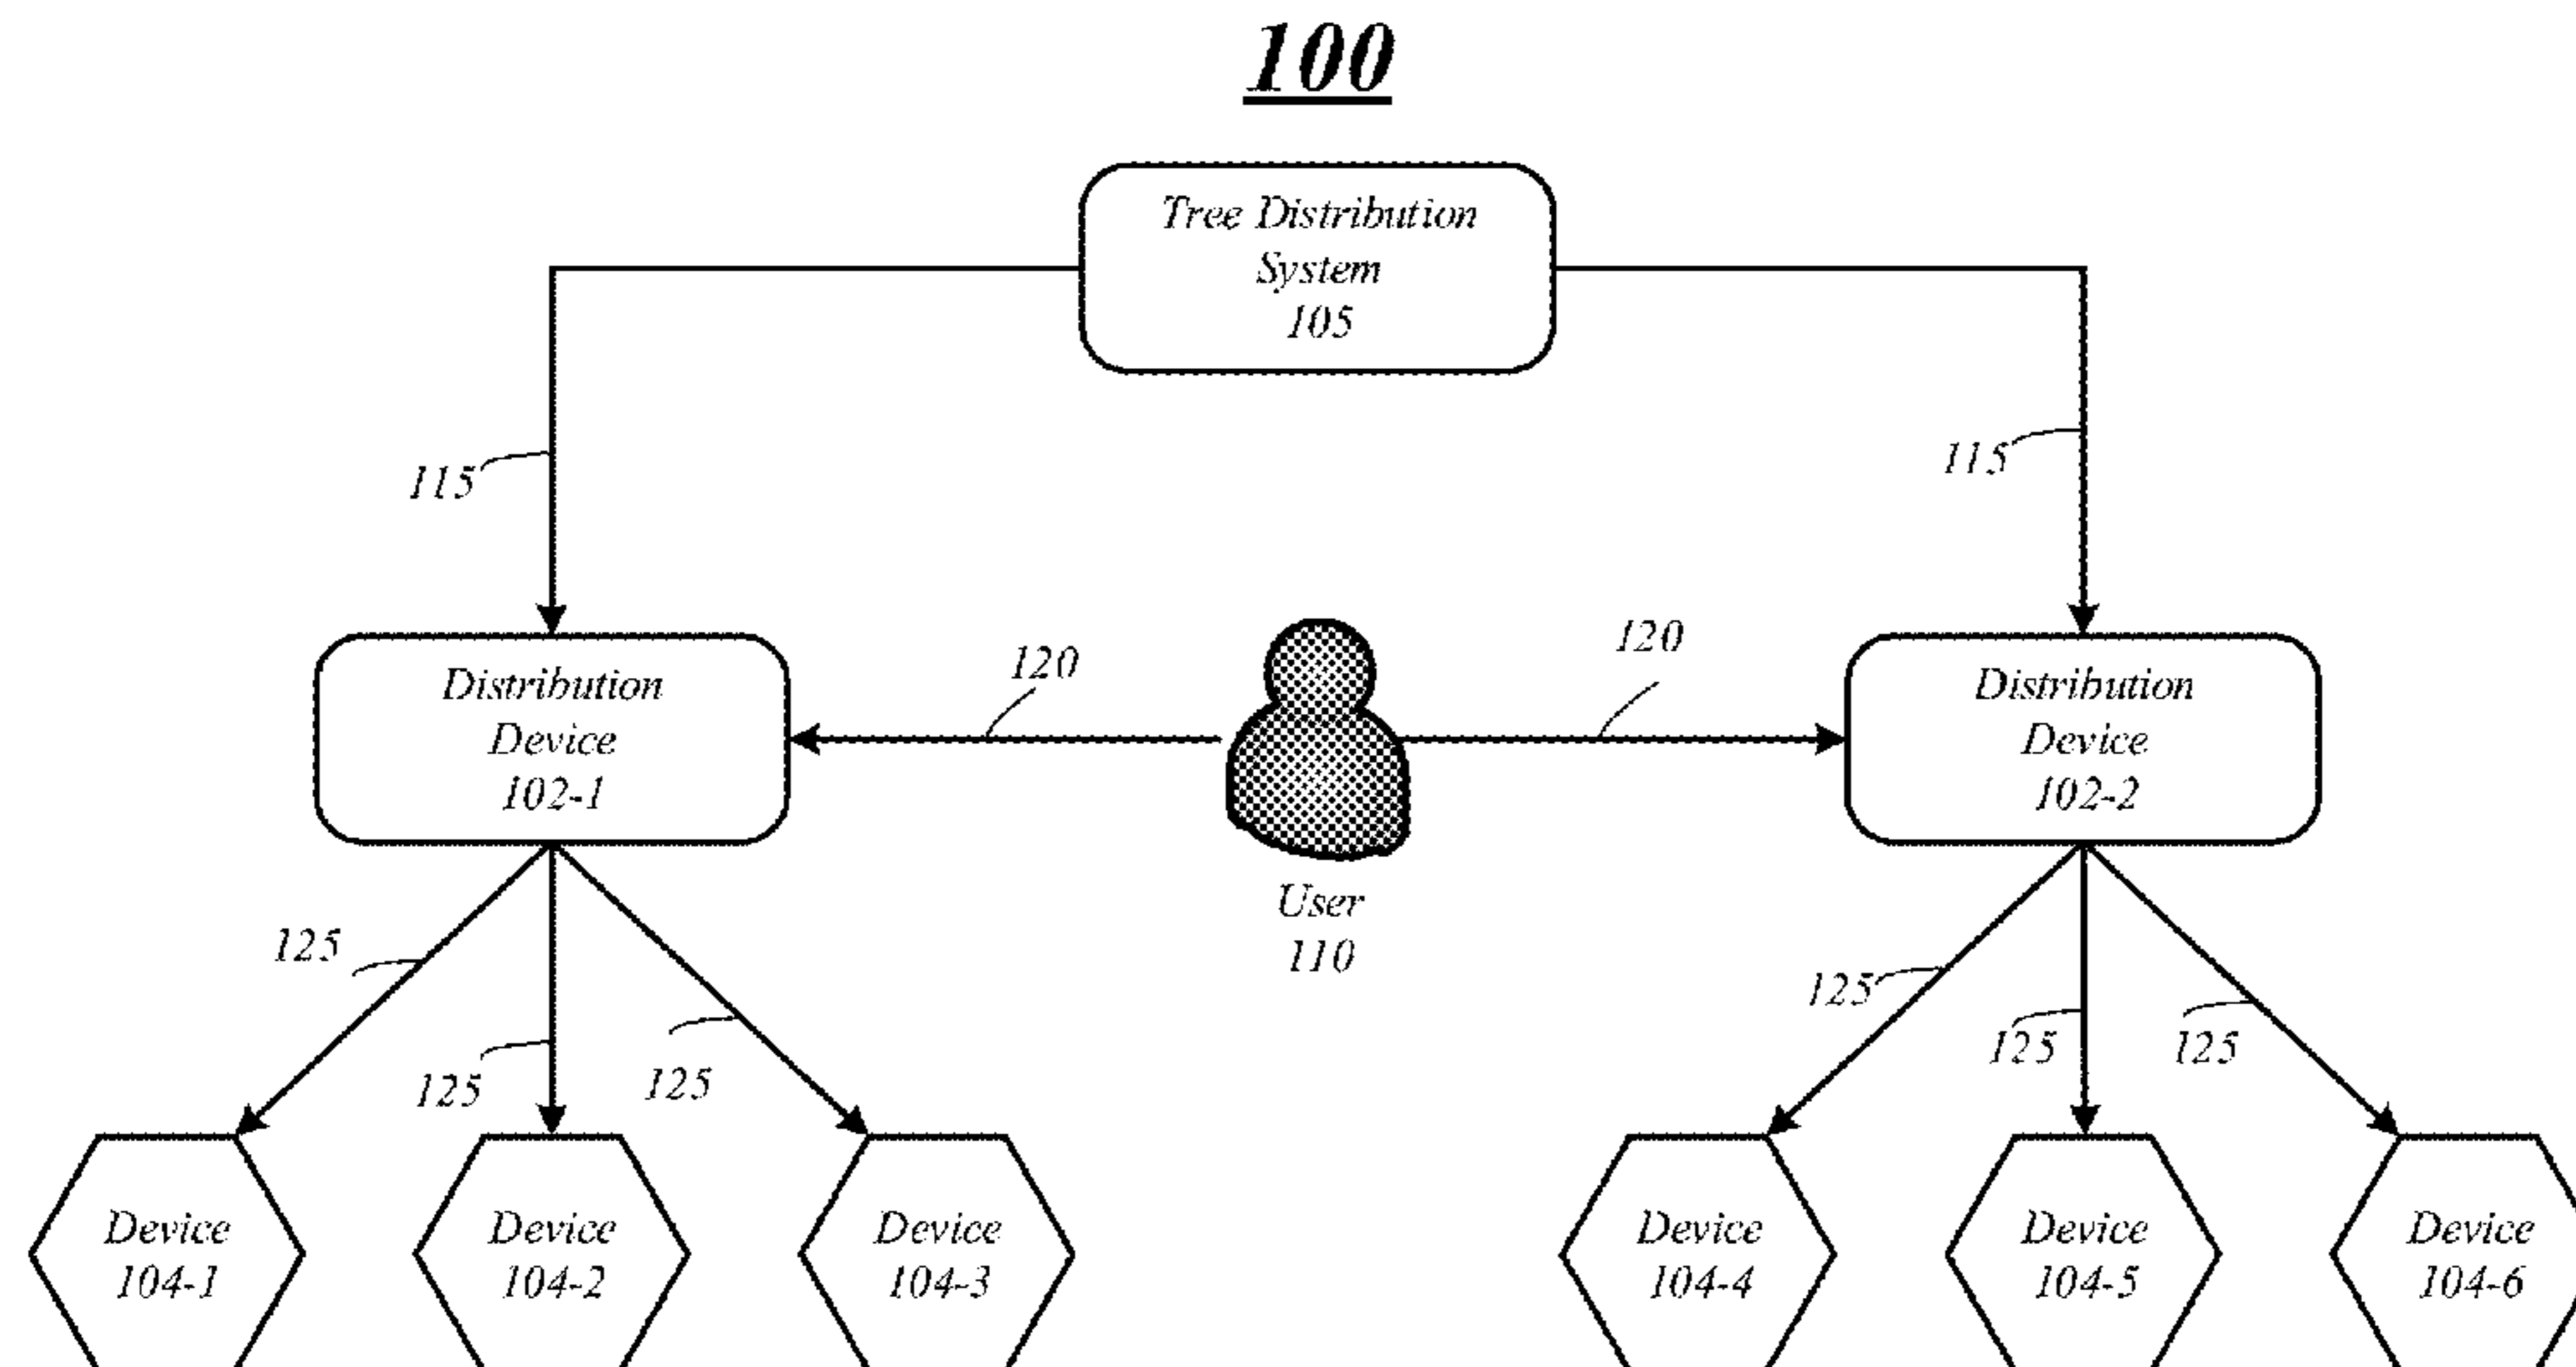 100
Tree Distribution
System
105
115
115
Distribution
Device
102-1
120
120
Distribution
Device
102-2
User
110
125
125
125
125
125
125
Device
104-1
Device
104-2
Device
104-3
Device
104-4
Device
104-5
Device
104-6